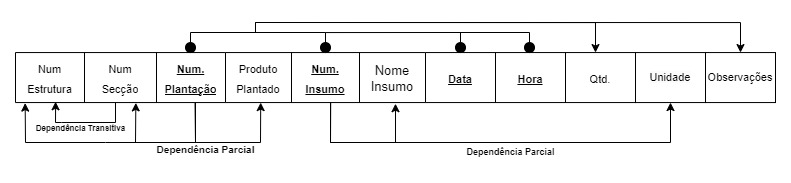 Num
Estrutura
Num
Secção
Num.
Plantação
Produto
Plantado
Num.
Insumo
Nome
Insumo
Data
Hora
Qtd.
Unidade
Observações
Dependência Transitiva
Dependência Parcial
Dependência Parcial